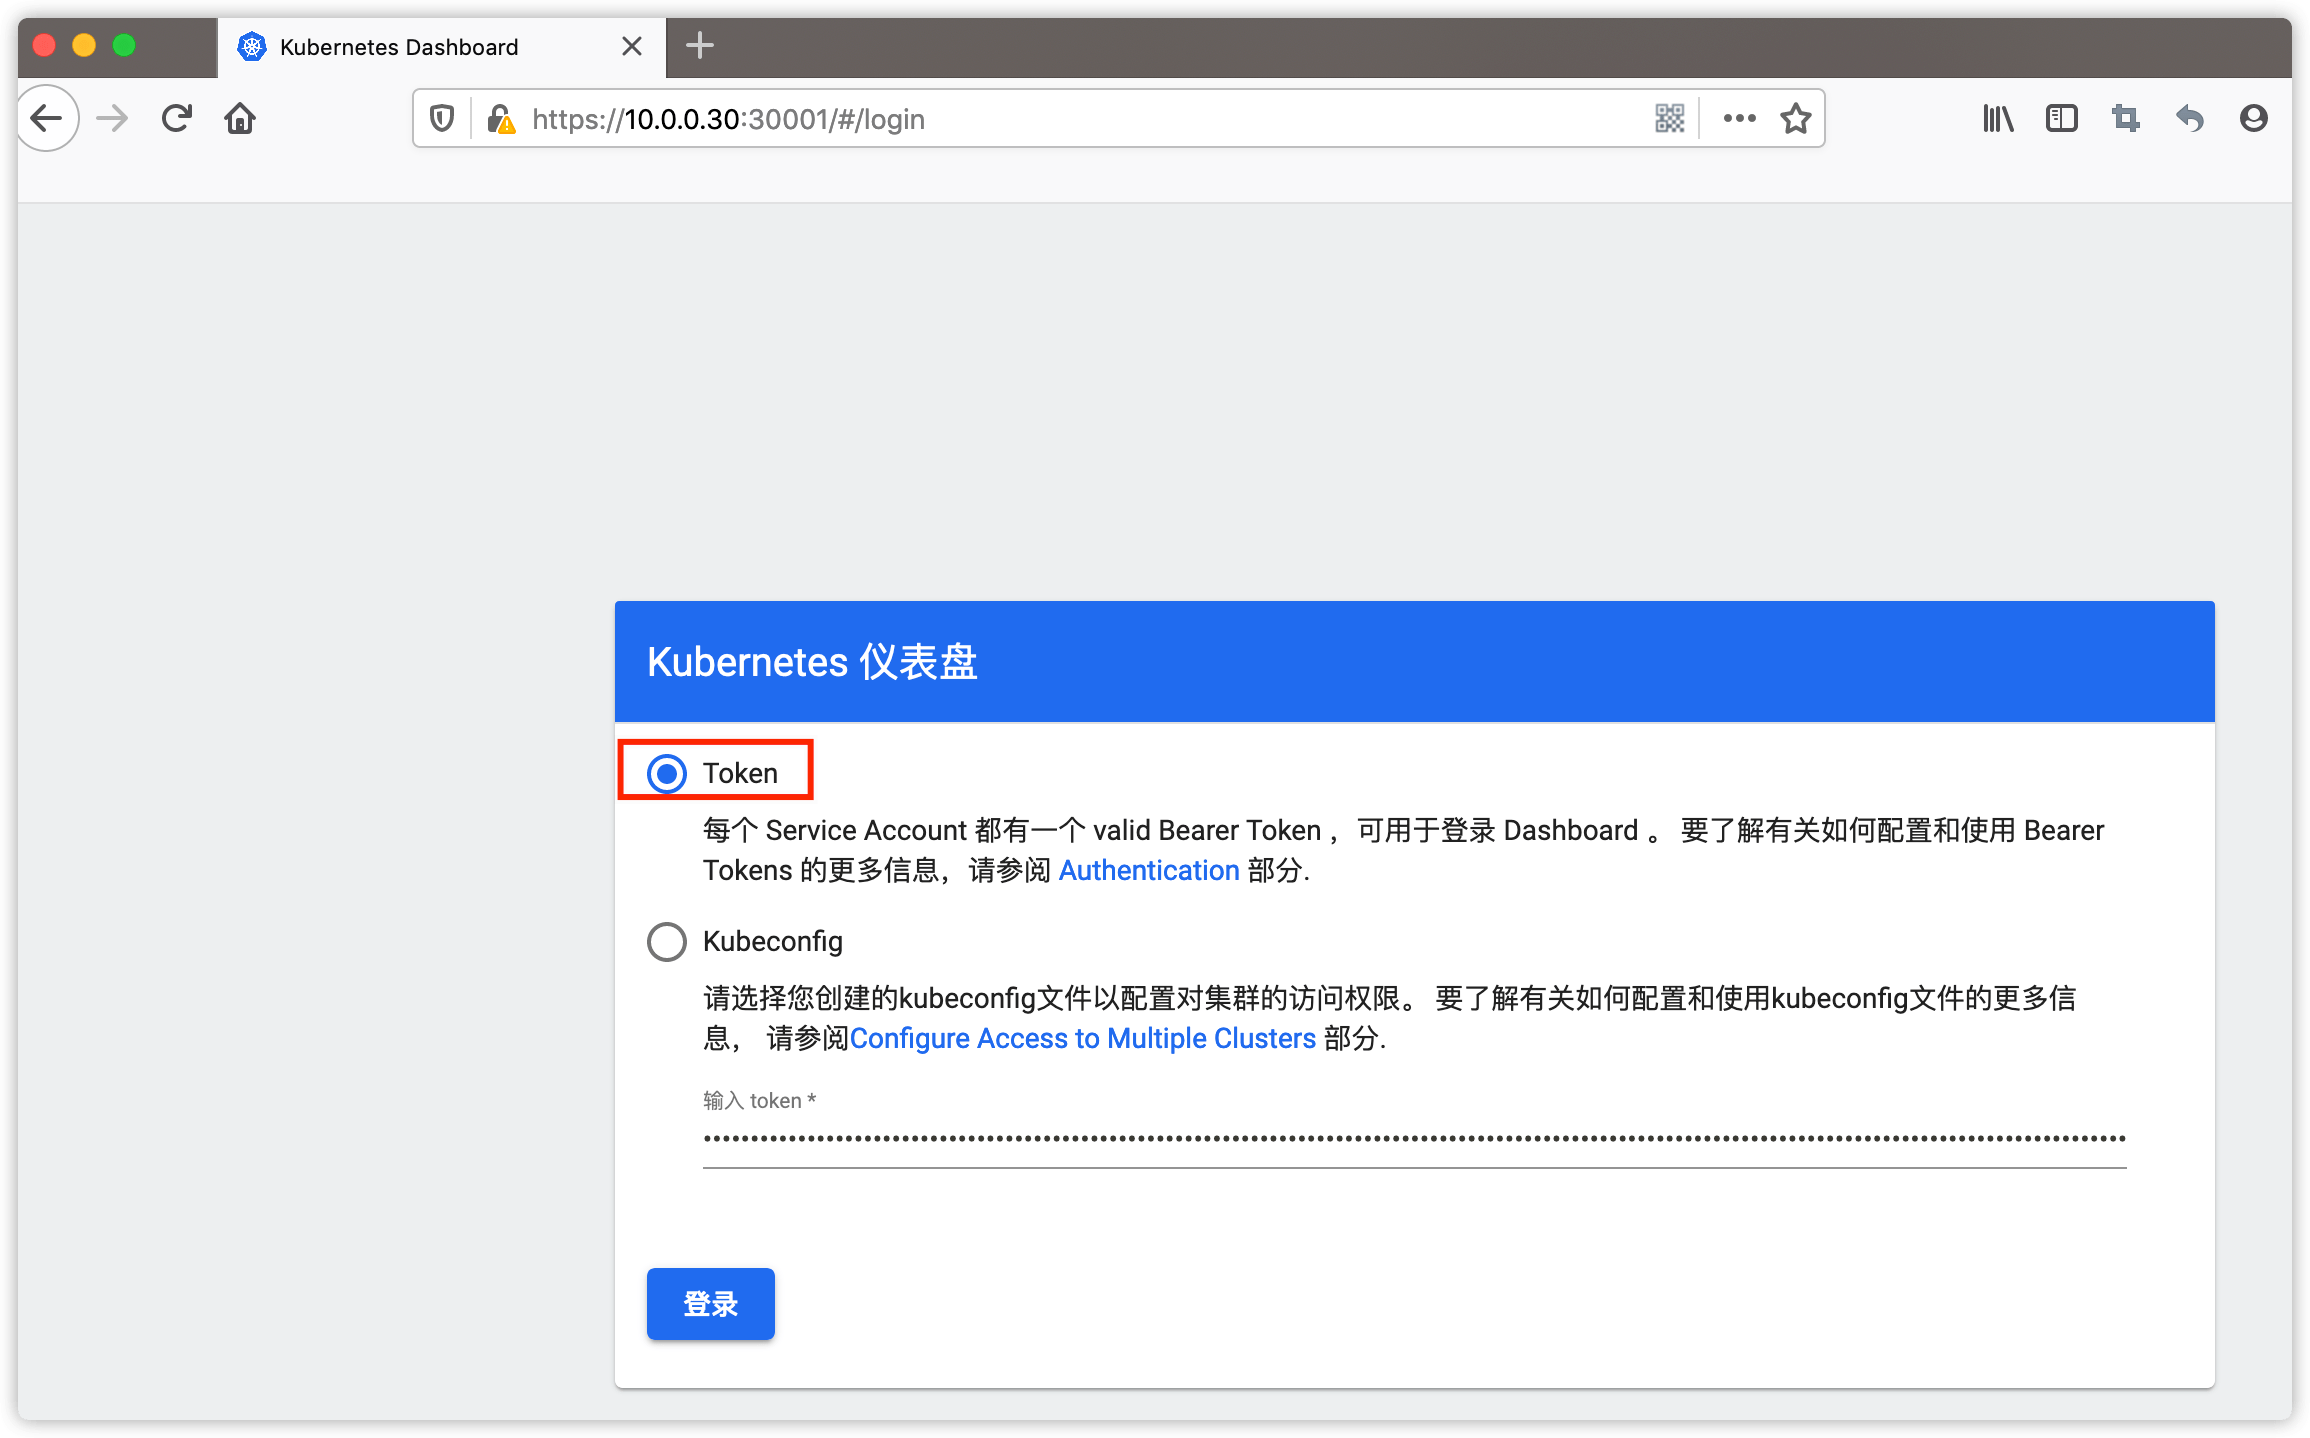 Kubernetes Dashboard
https://10.0.0.30:30001/#/login
Kubernetes 仪表盘
Token
每个 Service Account 都有一个 valid Bearer Token ，可用于登录 Dashboard 。 要了解有关如何配置和使用 Bearer
Tokens 的更多信息，请参阅 Authentication 部分.
Kubeconfig
请选择您创建的kubeconfig文件以配置对集群的访问权限。 要了解有关如何配置和使用kubeconfig文件的更多信
息， 请参阅Configure Access to Multiple Clusters 部分.
输入 token *
登录